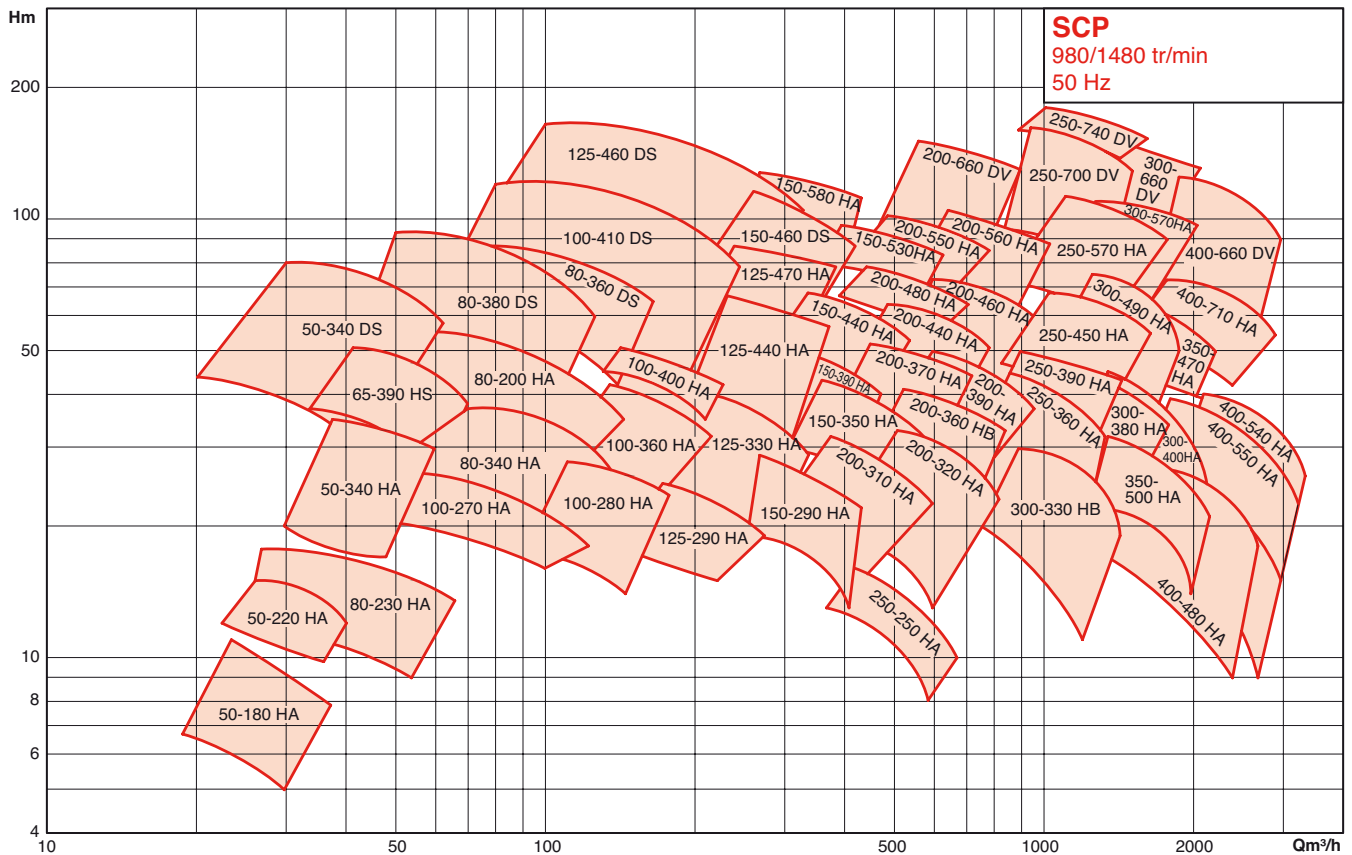 Hm
SCP
980/1480 tr/min
50 Hz
200
100
50
20
10
8
6
4
10
20
50
100
200
500
1000
2000
Qm³/h
250-740 DV
125-460 DS
200-660 DV
250-700 DV
300-
660
DV
150-580 HA
300-570HA
100-410 DS
150-460 DS
150-530HA
200-550 HA
200-560 HA
250-570 HA
400-660 DV
125-470 HA
80-360 DS
80-380 DS
200-480 HA
200-460 HA
300-490 HA
400-710 HA
50-340 DS
150-440 HA
200-440 HA
250-450 HA
125-440 HA
350-
470
HA
80-200 HA
100-400 HA
150-390 HA
200-370 HA
200-
390 HA
250-390 HA
65-390 HS
250-360 HA
300-
380 HA
400-540 HA
400-550 HA
100-360 HA
125-330 HA
150-350 HA
200-360 HB
300-
400HA
80-340 HA
50-340 HA
100-270 HA
100-280 HA
200-310 HA
200-320 HA
350-
500 HA
150-290 HA
300-330 HB
125-290 HA
50-220 HA
80-230 HA
250-250 HA
400-480 HA
50-180 HA